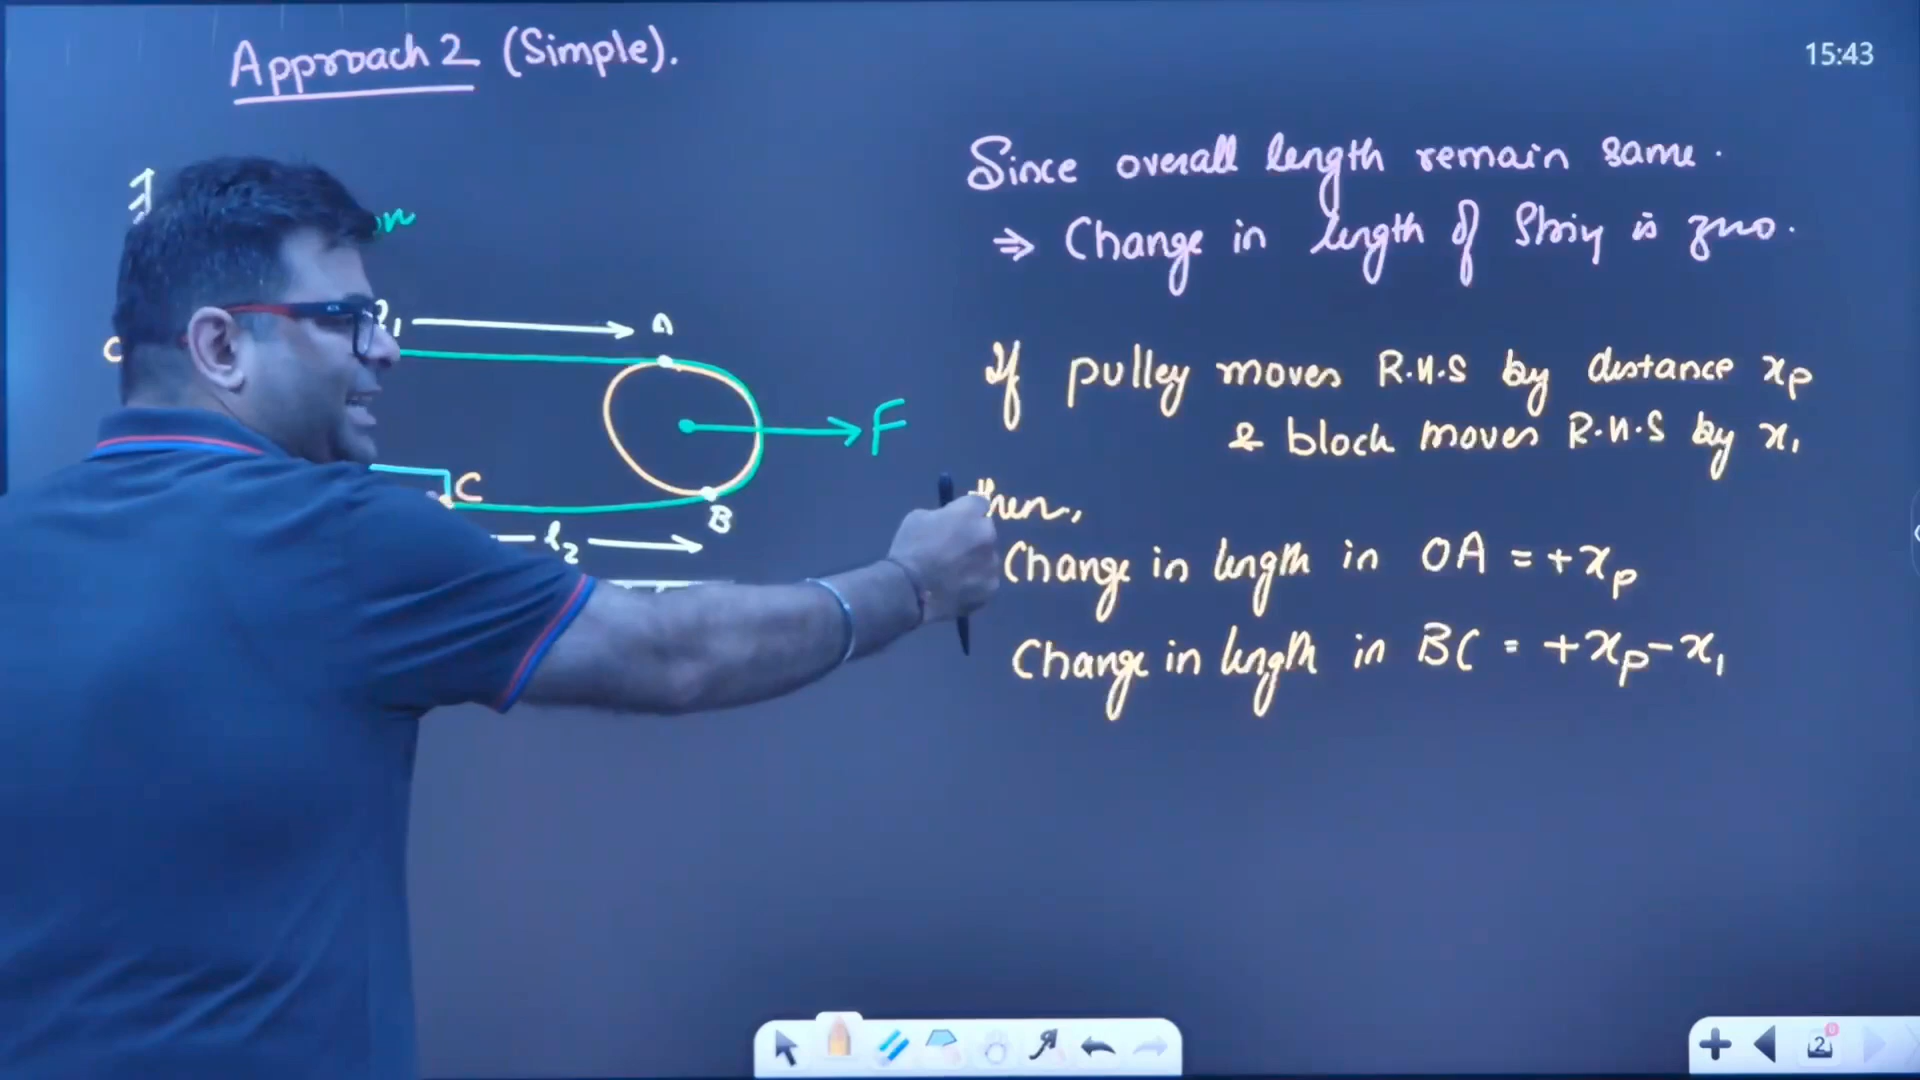 Approach 2 (Simple).
15:43
Since overall length remain same.
⇒ Change in length of string is zero.
l₁ → A
F
C
B
l₂ →
If pulley moves R.H.S by distance xₚ
& block moves R.H.S by x₁
then,
Change in length in OA = +xₚ
Change in length in BC = +xₚ-x₁
2